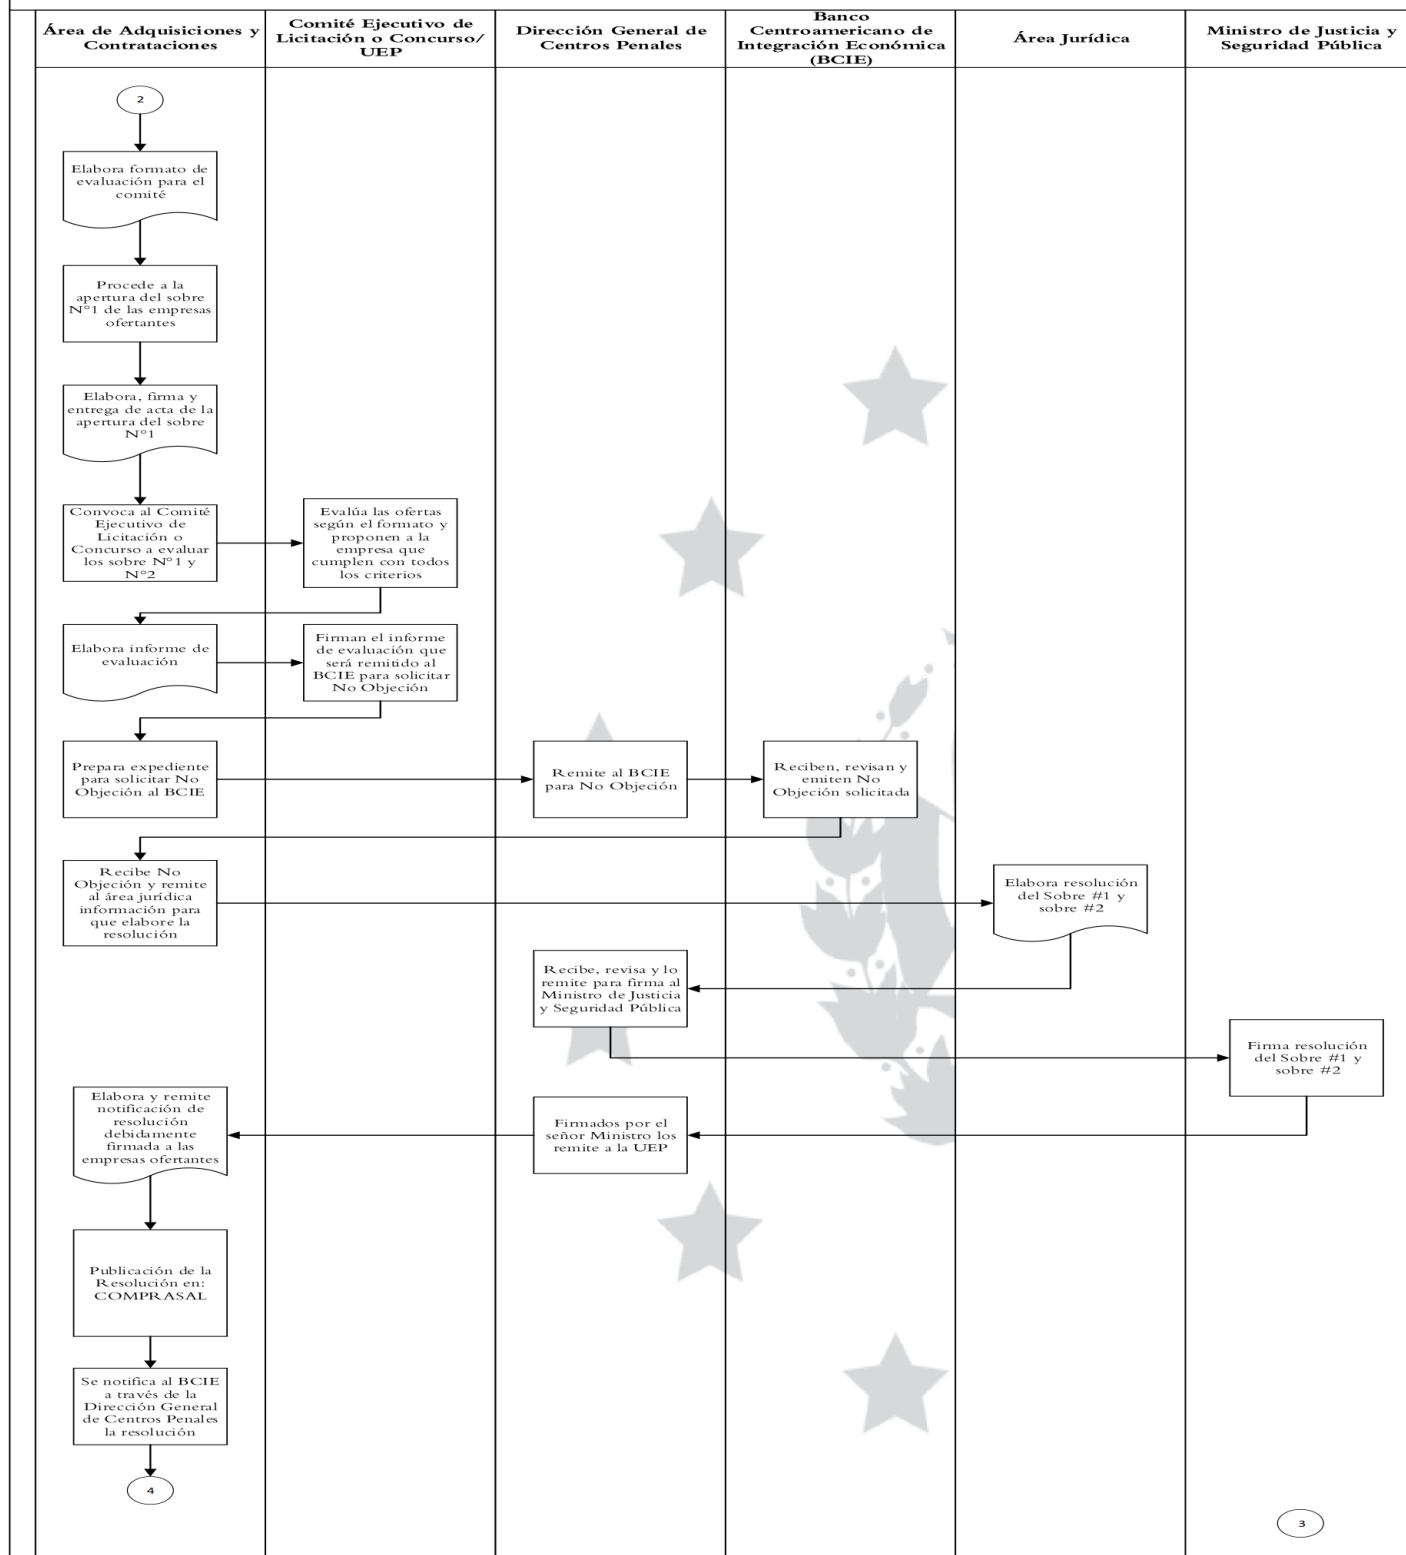 Área de Adquisiciones y
Contrataciones
Comité Ejecutivo de
Licitación o Concurso/
UEP
Dirección General de
Centros Penales
Banco
Centroamericano de
Integración Económica
(BCIE)
Área Jurídica
Ministro de Justicia y
Seguridad Pública
2
Elabora formato de
evaluación para el
comité
Procede a la
apertura del sobre
N°1 de las empresas
ofertantes
Elabora, firma y
entrega de acta de la
apertura del sobre
N°1
Convoca al Comité
Ejecutivo de
Licitación o
Concurso a evaluar
los sobre N°1 y
N°2
Evalúa las ofertas
según el formato y
proponen a la
empresa que
cumplen con todos
los criterios
Elabora informe de
evaluación
Firman el informe
de evaluación que
será remitido al
BCIE para solicitar
No Objeción
Prepara expediente
para solicitar No
Objeción al BCIE
Remite al BCIE
para No Objeción
Reciben, revisan y
emiten No
Objeción solicitada
Recibe No
Objeción y remite
al área jurídica
información para
que elabore la
resolución
Elabora resolución
del Sobre #1 y
sobre #2
Recibe, revisa y lo
remite para firma al
Ministro de Justicia
y Seguridad Pública
Firma resolución
del Sobre #1 y
sobre #2
Elabora y remite
notificación de
resolución
debidamente
firmada a las
empresas ofertantes
Firmados por el
señor Ministro los
remite a la UEP
Publicación de la
Resolución en:
COMPRASAL
Se notifica al BCIE
a través de la
Dirección General
de Centros Penales
la resolución
4
3